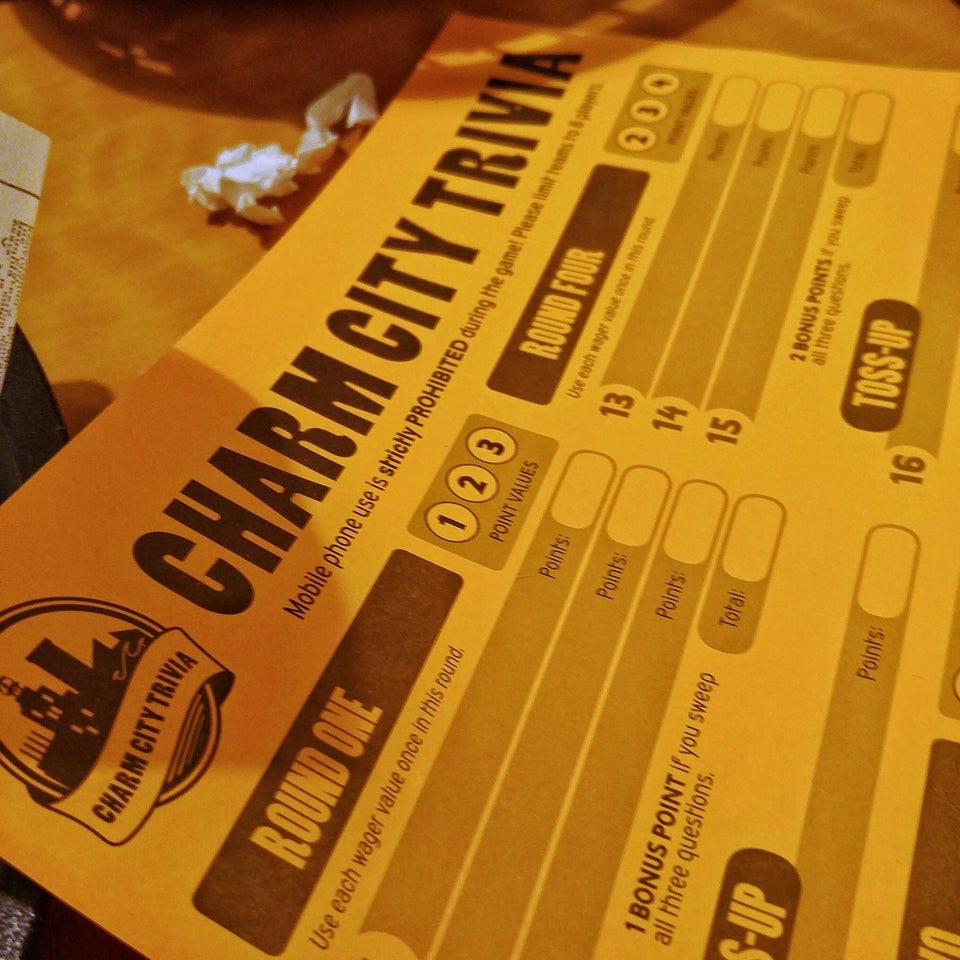 CHARM CITY TRIVIA
CHARM CITY TRIVIA
Mobile phone use is strictly PROHIBITED during the game! Please limit teams to 8 players.
ROUND ONE
1 2 3
POINT VALUES
Use each wager value once in this round.
Points:
Points:
Points:
Total:
1 BONUS POINT if you sweep
all three questions.
S-UP
Points:
ROUND FOUR
2 3 4
POINT VALUES
Use each wager value once in this round.
13
Points:
14
Points:
15
Points:
Total:
2 BONUS POINTS if you sweep
all three questions.
TOSS-UP
16